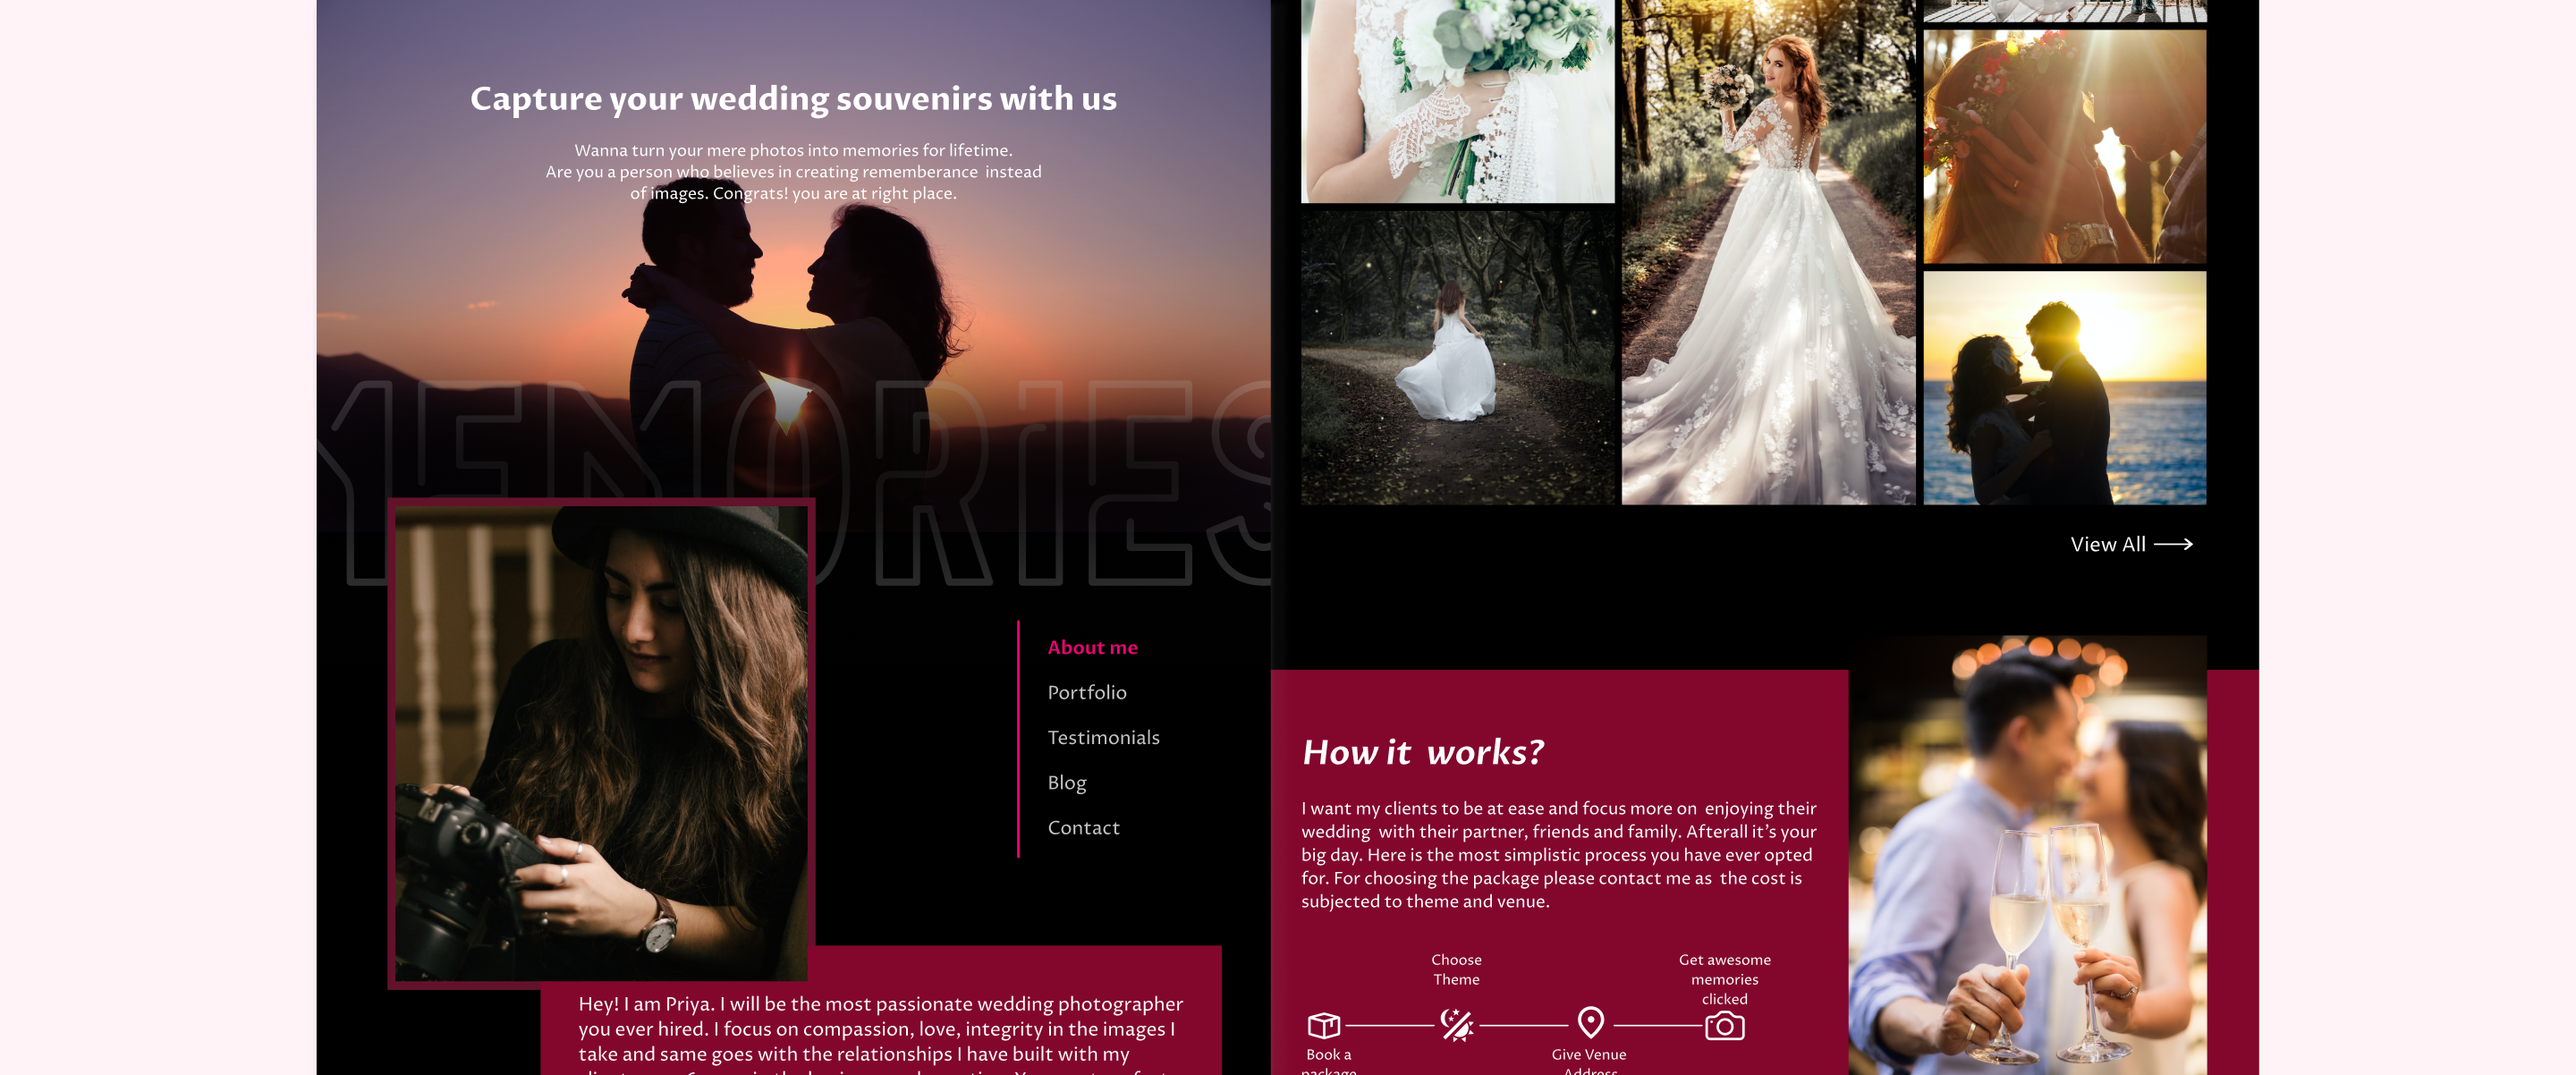 Capture your wedding souvenirs with us
Wanna turn your mere photos into memories for lifetime.
Are you a person who believes in creating rememberance  instead
of images. Congrats! you are at right place.
MEMORIES
About me
Portfolio
Testimonials
Blog
Contact
Hey! I am Priya. I will be the most passionate wedding photographer
you ever hired. I focus on compassion, love, integrity in the images I
take and same goes with the relationships I have built with my
View All
How it  works?
I want my clients to be at ease and focus more on  enjoying their
wedding  with their partner, friends and family. Afterall it's your
big day. Here is the most simplistic process you have ever opted
for. For choosing the package please contact me as  the cost is
subjected to theme and venue.
Choose
Theme
Get awesome
memories
clicked
Book a
package
Give Venue
Address